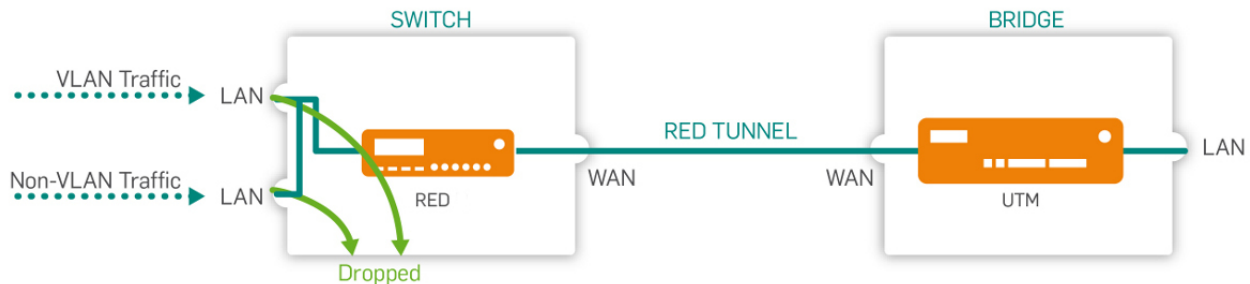 SWITCH
BRIDGE
VLAN Traffic
LAN
RED TUNNEL
LAN
Non-VLAN Traffic
LAN
RED
WAN
WAN
UTM
Dropped